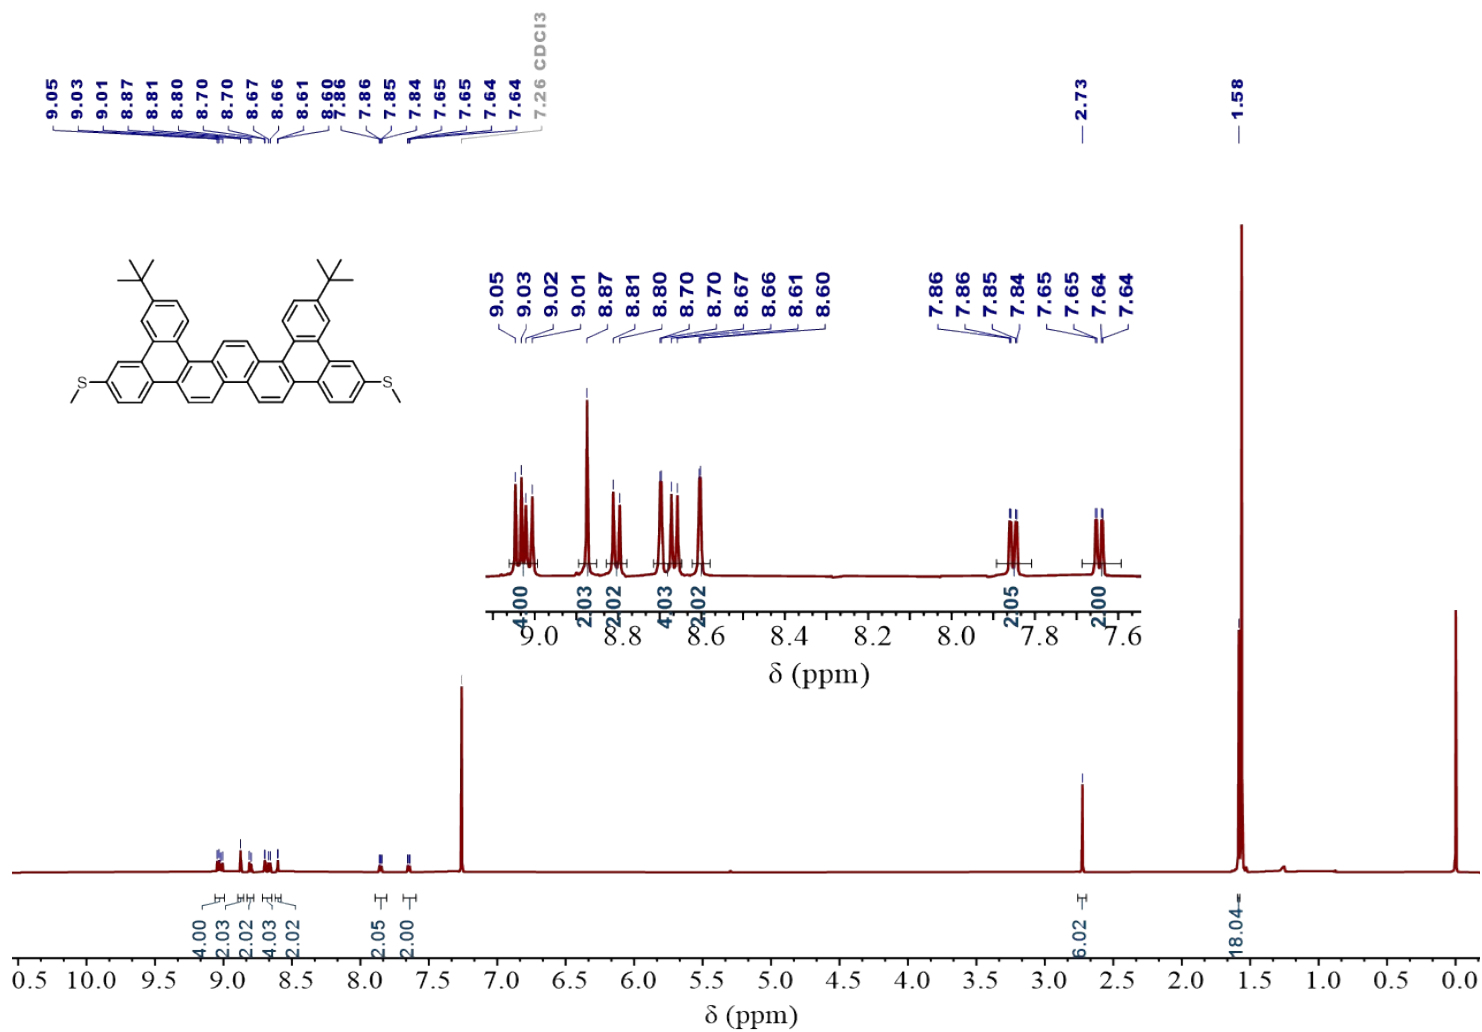 9.05 9.03 9.01 8.87 8.81 8.80 8.70 8.70 8.67 8.66 8.61 8.60 7.86 7.86 7.85 7.84 7.65 7.65 7.64 7.64 7.26 CDCl3 2.73 1.58
9.05 9.03 9.02 9.01 8.87 8.81 8.80 8.70 8.70 8.67 8.66 8.61 8.60 7.86 7.86 7.85 7.84 7.65 7.65 7.64 7.64
S S
4.00 2.03 2.02 4.03 2.02 2.05 2.00
9.0 8.8 8.6 8.4 8.2 8.0 7.8 7.6
δ (ppm)
4.00 2.03 2.02 4.03 2.02 2.05 2.00 6.02 18.04
0.5 10.0 9.5 9.0 8.5 8.0 7.5 7.0 6.5 6.0 5.5 5.0 4.5 4.0 3.5 3.0 2.5 2.0 1.5 1.0 0.5 0.0
δ (ppm)